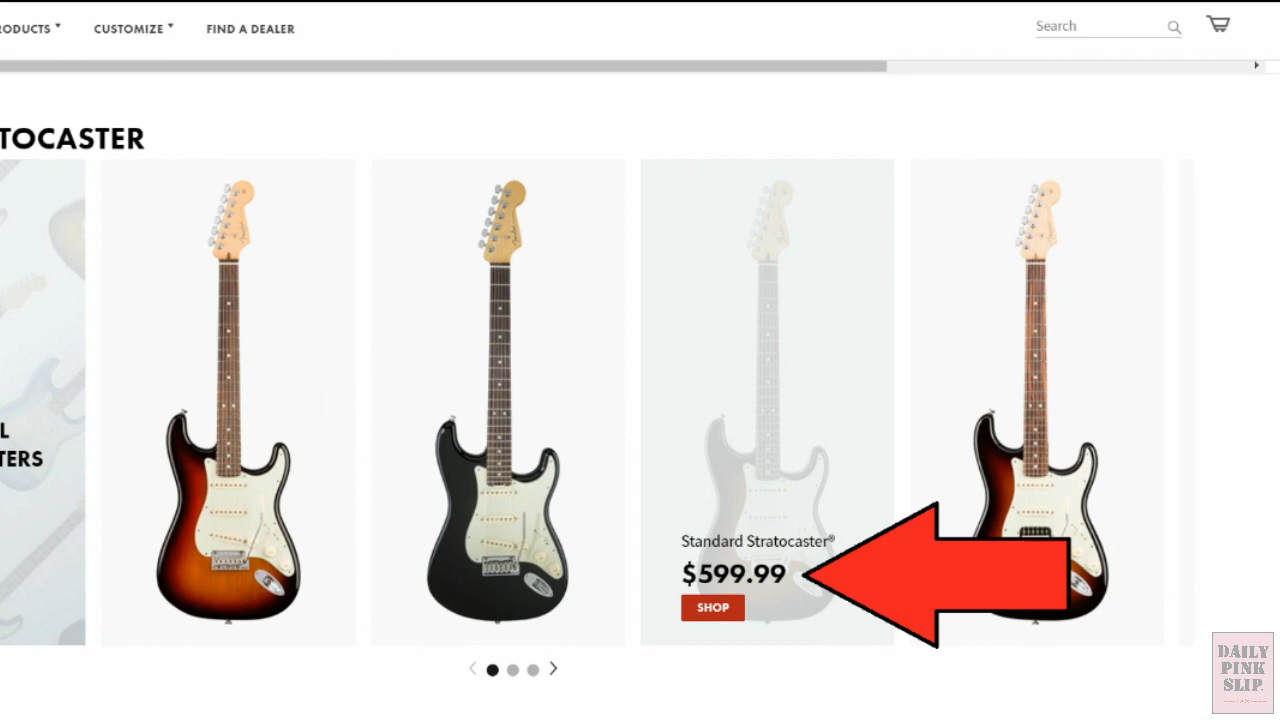 RODUCTS
CUSTOMIZE
FIND A DEALER
Search
TOCASTER
L
TERS
Standard Stratocaster®
$599.99
SHOP
DAILY
PINK
SLIP.